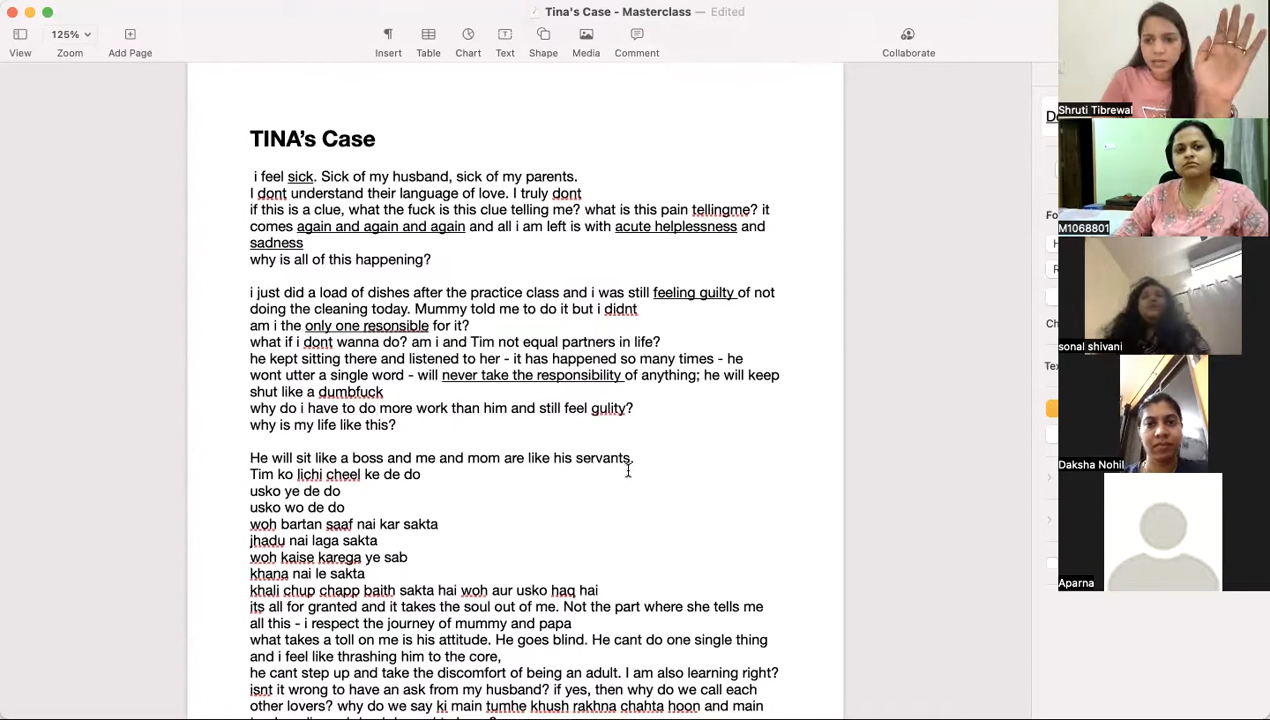 Tina's Case - Masterclass — Edited
125%
View
Zoom
Add Page
Insert
Table
Chart
Text
Shape
Media
Comment
Collaborate
TINA's Case
i feel sick. Sick of my husband, sick of my parents.
I dont understand their language of love. I truly dont
if this is a clue, what the fuck is this clue telling me? what is this pain tellingme? it
comes again and again and again and all i am left is with acute helplessness and
sadness
why is all of this happening?
i just did a load of dishes after the practice class and i was still feeling guilty of not
doing the cleaning today. Mummy told me to do it but i didnt
am i the only one resonsible for it?
what if i dont wanna do? am i and Tim not equal partners in life?
he kept sitting there and listened to her - it has happened so many times - he
wont utter a single word - will never take the responsibility of anything; he will keep
shut like a dumbfuck
why do i have to do more work than him and still feel gulity?
why is my life like this?
He will sit like a boss and me and mom are like his servants.
Tim ko lichi cheel ke de do
usko ye de do
usko wo de do
woh bartan saaf nai kar sakta
jhadu nai laga sakta
woh kaise karega ye sab
khana nai le sakta
khali chup chapp baith sakta hai woh aur usko haq hai
its all for granted and it takes the soul out of me. Not the part where she tells me
all this - i respect the journey of mummy and papa
what takes a toll on me is his attitude. He goes blind. He cant do one single thing
and i feel like thrashing him to the core,
he cant step up and take the discomfort of being an adult. I am also learning right?
isnt it wrong to have an ask from my husband? if yes, then why do we call each
other lovers? why do we say ki main tumhe khush rakhna chahta hoon and main
Shruti Tibrewal
M1068801
sonal shivani
Daksha Nohil
Aparna